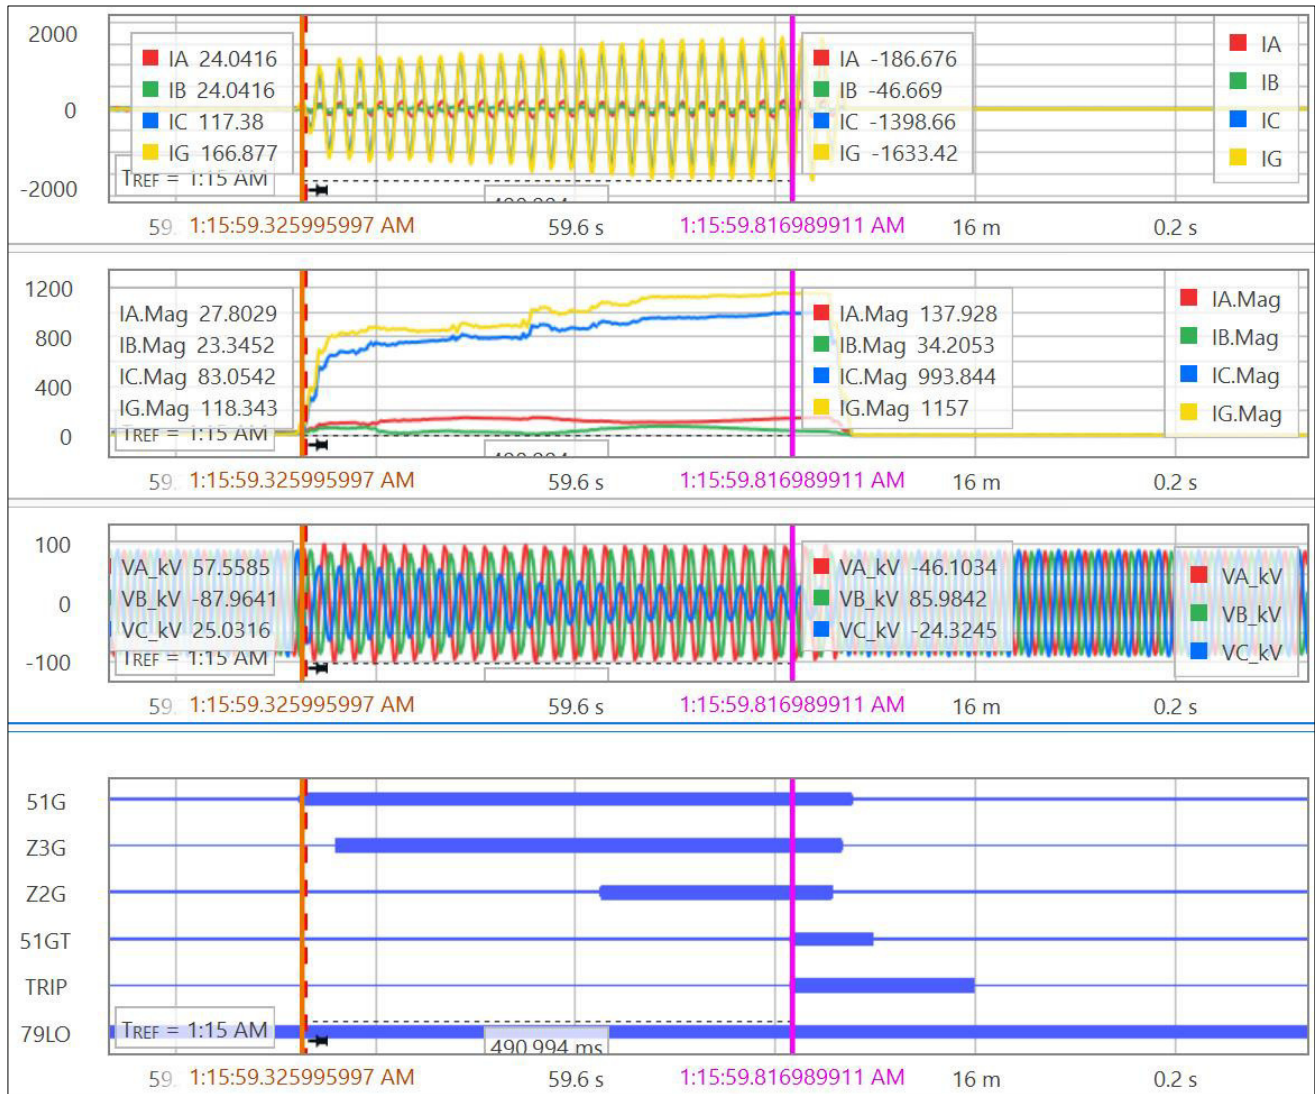 2000
0
-2000
IA 24.0416
IB 24.0416
IC 117.38
IG 166.877
TREF = 1:15 AM
IA -186.676
IB -46.669
IC -1398.66
IG -1633.42
IA
IB
IC
IG
59. 1:15:59.325995997 AM 59.6 s 1:15:59.816989911 AM 16 m 0.2 s
1200
800
400
0
IA.Mag 27.8029
IB.Mag 23.3452
IC.Mag 83.0542
IG.Mag 118.343
TREF = 1:15 AM
IA.Mag 137.928
IB.Mag 34.2053
IC.Mag 993.844
IG.Mag 1157
IA.Mag
IB.Mag
IC.Mag
IG.Mag
59. 1:15:59.325995997 AM 59.6 s 1:15:59.816989911 AM 16 m 0.2 s
100
0
-100
VA_kV 57.5585
VB_kV -87.9641
VC_kV 25.0316
TREF = 1:15 AM
VA_kV -46.1034
VB_kV 85.9842
VC_kV -24.3245
VA_kV
VB_kV
VC_kV
59. 1:15:59.325995997 AM 59.6 s 1:15:59.816989911 AM 16 m 0.2 s
51G
Z3G
Z2G
51GT
TRIP
79LO
TREF = 1:15 AM
490.994 ms
59. 1:15:59.325995997 AM 59.6 s 1:15:59.816989911 AM 16 m 0.2 s